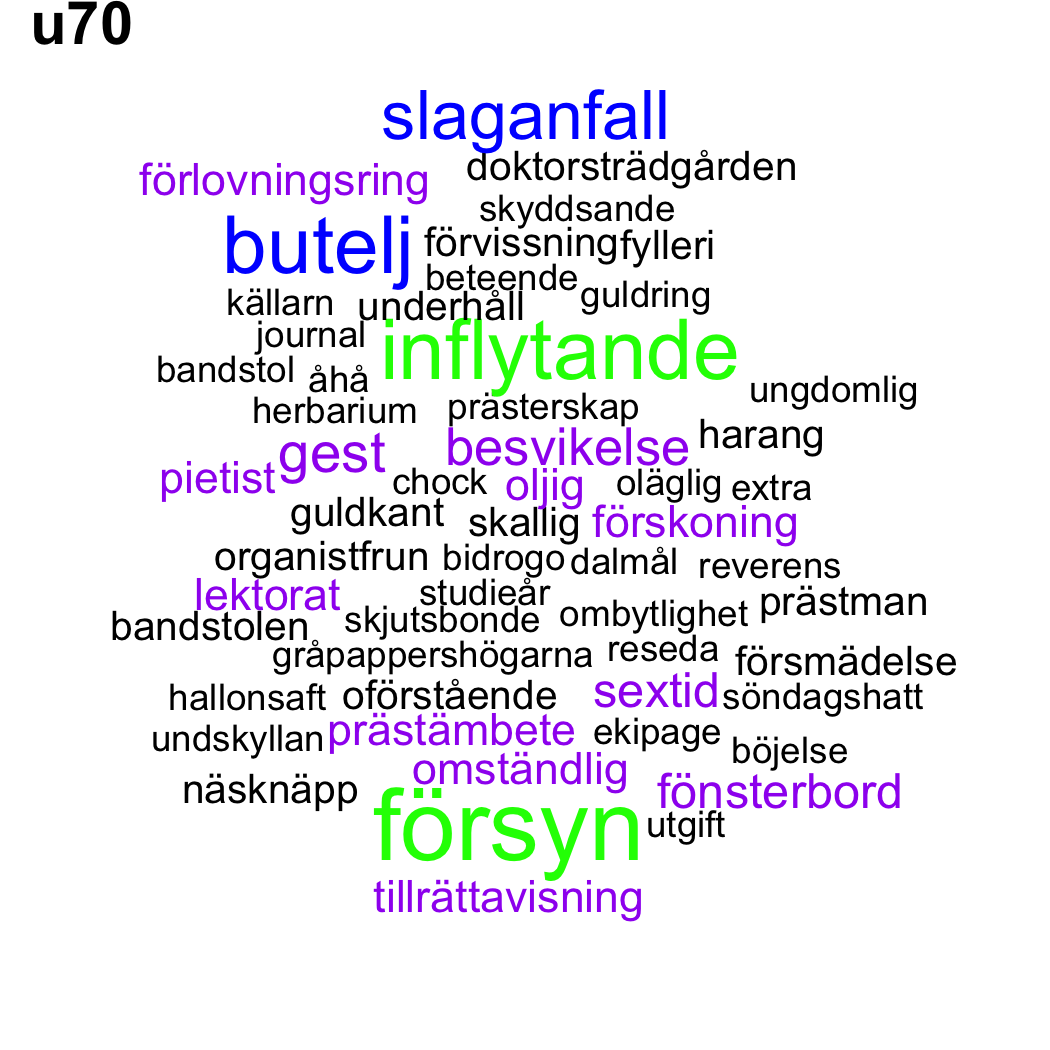 u70
slaganfall
doktorsträdgården
förlovningsring
skyddsande
butelj förvissning fylleri
beteende
källarn underhåll guldring
journal inflytande
bandstol åhå ungdomlig
herbarium prästerskap
gest besvikelse harang
pietist chock oljig oläglig extra
guldkant skallig förskoning
organistfrun bidrogo dalmål reverens
lektorat studieår prästman
bandstolen skjutsbonde ombytlighet
gråpappershögarna reseda försmädelse
hallonsaft oförstående sextid söndagshatt
undskyllan prästämbete ekipage böjelse
omständlig
näsknäpp fönsterbord
försyn utgift
tillrättavisning